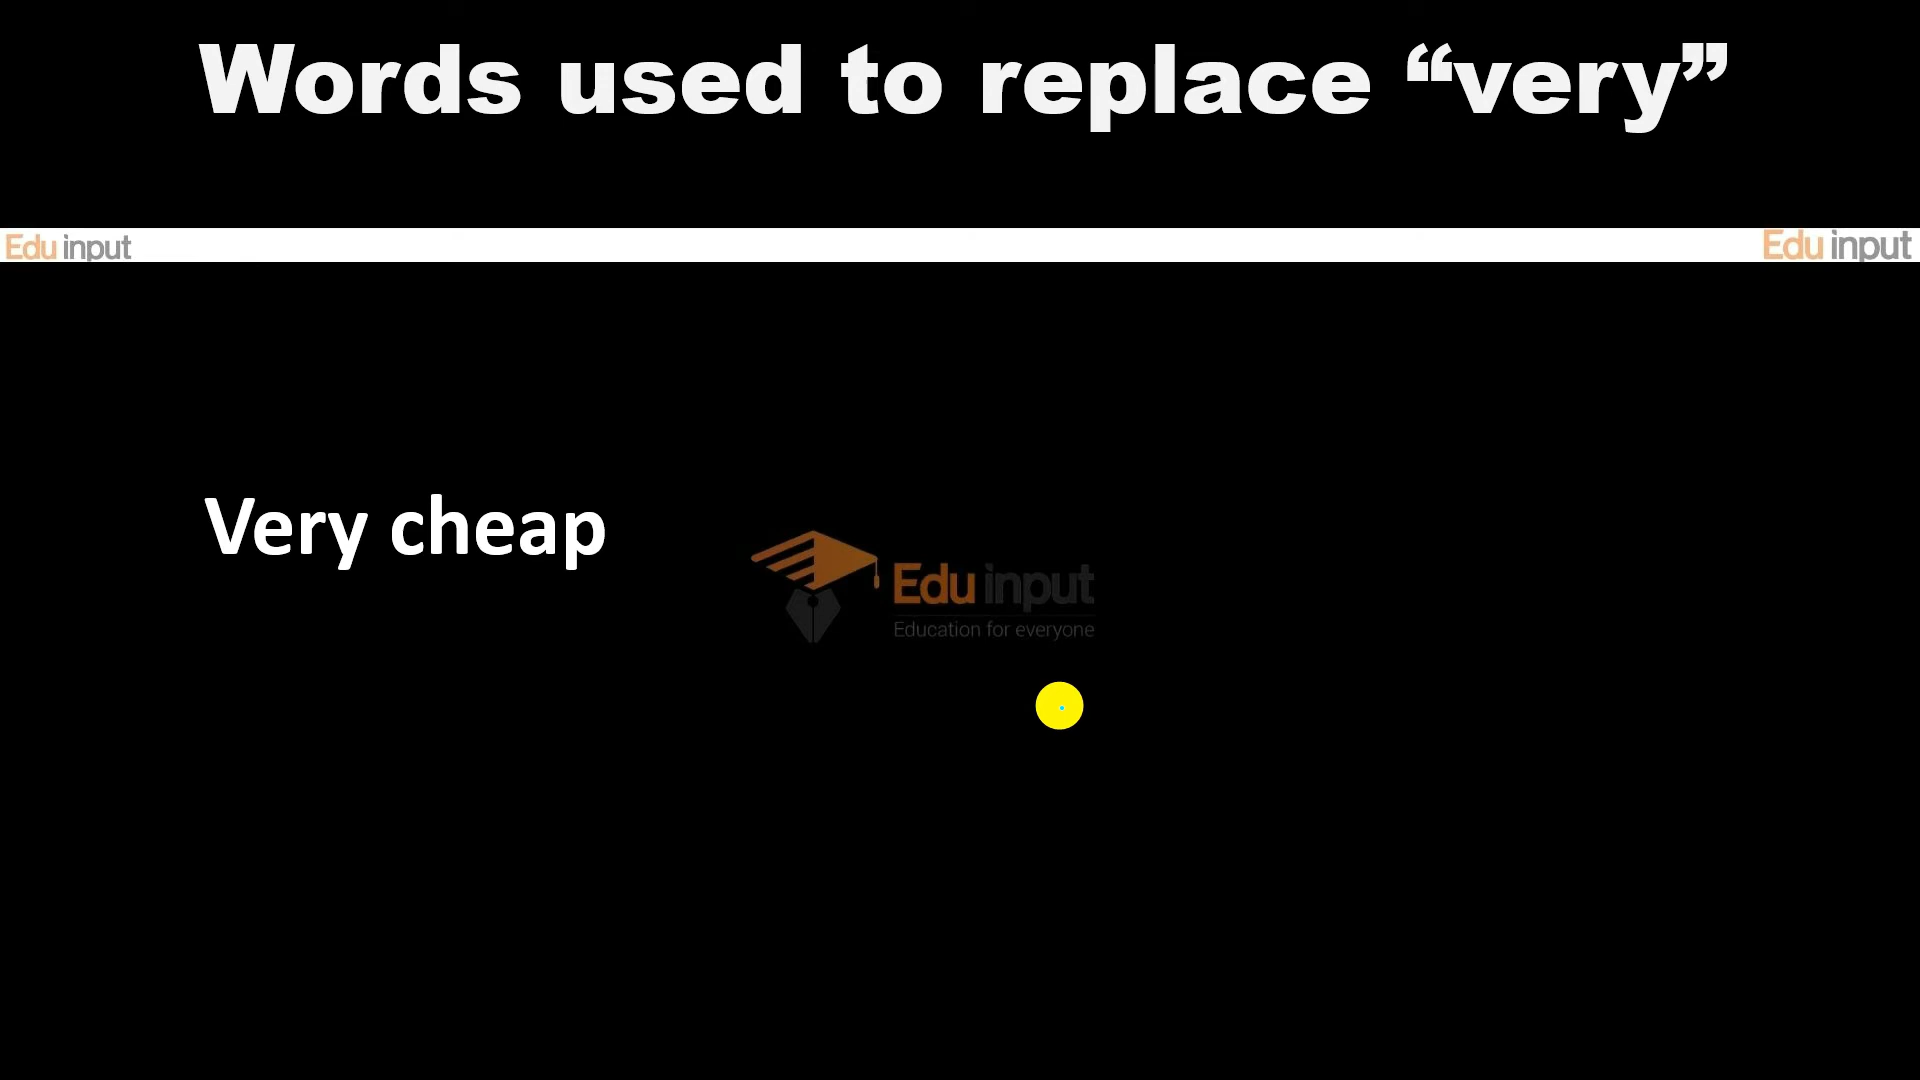 Words used to replace “very”
Edu input
Edu input
Very cheap
Edu input
Education for everyone